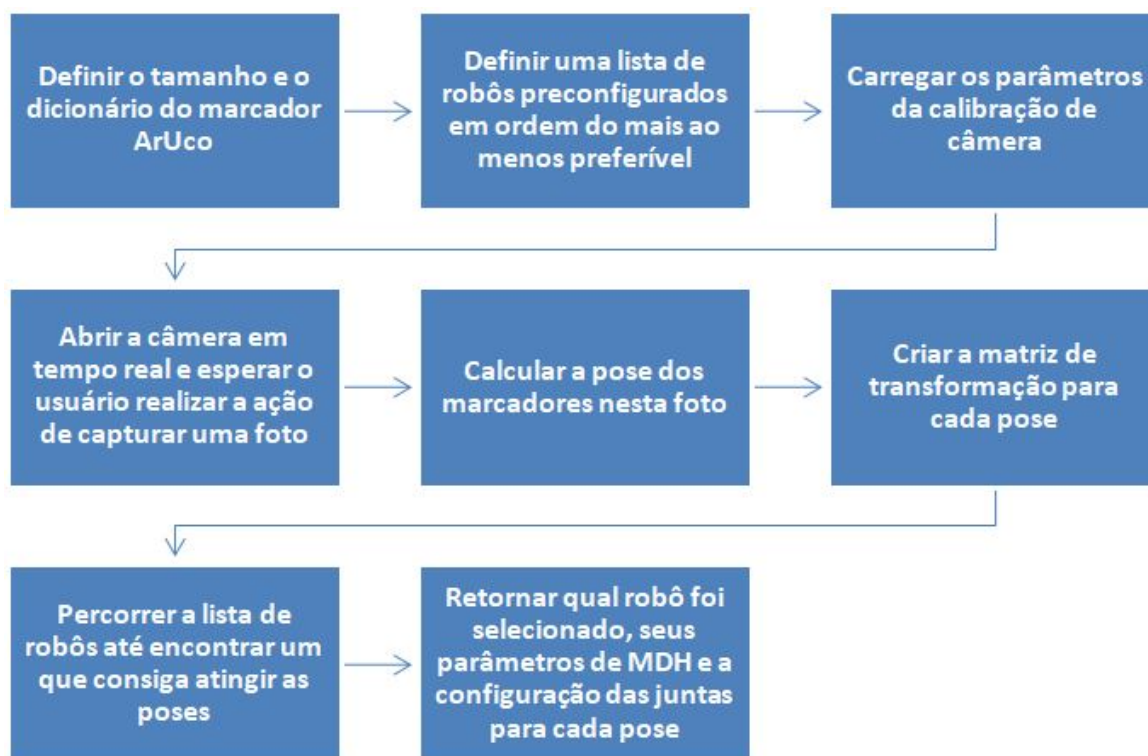 Definir o tamanho e o
dicionário do marcador
ArUco
Definir uma lista de
robôs preconfigurados
em ordem do mais ao
menos preferível
Carregar os parâmetros
da calibração de
câmera
Abrir a câmera em
tempo real e esperar o
usuário realizar a ação
de capturar uma foto
Calcular a pose dos
marcadores nesta foto
Criar a matriz de
transformação para
cada pose
Percorrer a lista de
robôs até encontrar um
que consiga atingir as
poses
Retornar qual robô foi
selecionado, seus
parâmetros de MDH e a
configuração das juntas
para cada pose